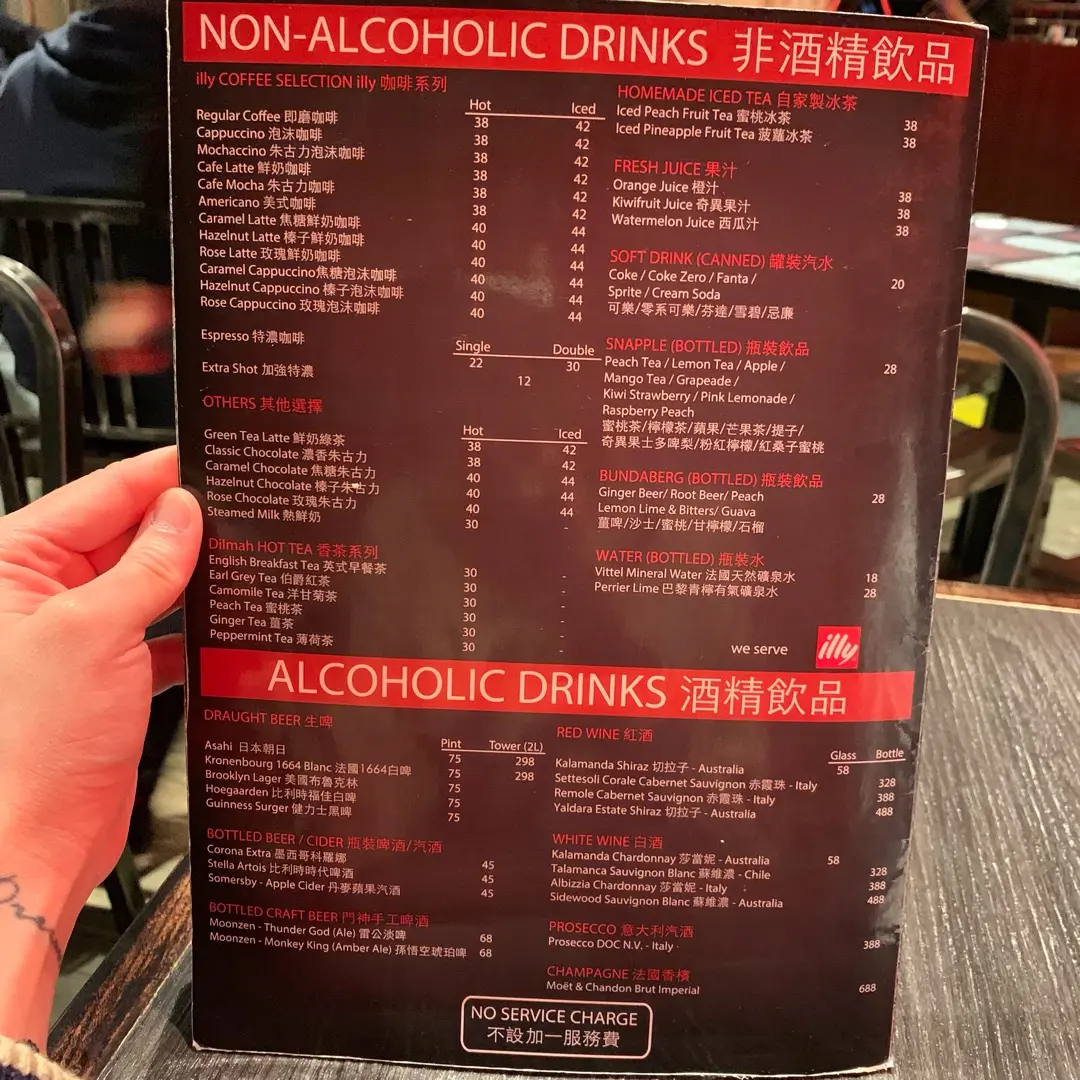 NON-ALCOHOLIC DRINKS 非酒精飲品
illy COFFEE SELECTION illy 咖啡系列
Hot Iced
Regular Coffee 即磨咖啡 38 42
Cappuccino 泡沫咖啡 38 42
Mochaccino 朱古力泡沫咖啡 38 42
Cafe Latte 鮮奶咖啡 38 42
Cafe Mocha 朱古力咖啡 38 42
Americano 美式咖啡 38 42
Caramel Latte 焦糖鮮奶咖啡 40 44
Hazelnut Latte 榛子鮮奶咖啡 40 44
Rose Latte 玫瑰鮮奶咖啡 40 44
Caramel Cappuccino焦糖泡沫咖啡 40 44
Hazelnut Cappuccino 榛子泡沫咖啡 40 44
Rose Cappuccino 玫瑰泡沫咖啡 40 44
Single Double
Espresso 特濃咖啡 22 30
Extra Shot 加強特濃 12
OTHERS 其他選擇
Hot Iced
Green Tea Latte 鮮奶綠茶 38 42
Classic Chocolate 濃香朱古力 38 42
Caramel Chocolate 焦糖朱古力 40 44
Hazelnut Chocolate 榛子朱古力 40 44
Rose Chocolate 玫瑰朱古力 40 44
Steamed Milk 熱鮮奶 30 -
Dilmah HOT TEA 香茶系列
English Breakfast Tea 英式早餐茶 30 -
Earl Grey Tea 伯爵紅茶 30 -
Camomile Tea 洋甘菊茶 30 -
Peach Tea 蜜桃茶 30 -
Ginger Tea 薑茶 30 -
Peppermint Tea 薄荷茶 30 -
HOMEMADE ICED TEA 自家製冰茶
Iced Peach Fruit Tea 蜜桃冰茶 38
Iced Pineapple Fruit Tea 菠蘿冰茶 38
FRESH JUICE 果汁
Orange Juice 橙汁 38
Kiwifruit Juice 奇異果汁 38
Watermelon Juice 西瓜汁 38
SOFT DRINK (CANNED) 罐裝汽水
Coke / Coke Zero / Fanta / 20
Sprite / Cream Soda
可樂/零系可樂/芬達/雪碧/忌廉
SNAPPLE (BOTTLED) 瓶裝飲品
Peach Tea / Lemon Tea / Apple / 28
Mango Tea / Grapeade /
Kiwi Strawberry / Pink Lemonade /
Raspberry Peach
蜜桃茶/檸檬茶/蘋果/芒果茶/提子/
奇異果士多啤梨/粉紅檸檬/紅桑子蜜桃
BUNDABERG (BOTTLED) 瓶裝飲品
Ginger Beer/ Root Beer/ Peach 28
Lemon Lime & Bitters/ Guava
薑啤/沙士/蜜桃/甘檸檬/石榴
WATER (BOTTLED) 瓶裝水
Vittel Mineral Water 法國天然礦泉水 18
Perrier Lime 巴黎青檸有氣礦泉水 28
we serve illy
ALCOHOLIC DRINKS 酒精飲品
DRAUGHT BEER 生啤
Pint Tower (2L)
Asahi 日本朝日 75 298
Kronenbourg 1664 Blanc 法國1664白啤 75 298
Brooklyn Lager 美國布魯克林 75
Hoegaarden 比利時福佳白啤 75
Guinness Surger 健力士黑啤 75
BOTTLED BEER / CIDER 瓶裝啤酒/汽酒
Corona Extra 墨西哥科羅娜 45
Stella Artois 比利時時代啤酒 45
Somersby - Apple Cider 丹麥蘋果汽酒 45
BOTTLED CRAFT BEER 門神手工啤酒
Moonzen - Thunder God (Ale) 雷公淡啤 68
Moonzen - Monkey King (Amber Ale) 孫悟空琥珀啤 68
RED WINE 紅酒
Glass Bottle
Kalamanda Shiraz 切拉子 - Australia 58
Settesoli Corale Cabernet Sauvignon 赤霞珠 - Italy 328
Remole Cabernet Sauvignon 赤霞珠 - Italy 388
Yaldara Estate Shiraz 切拉子 - Australia 488
WHITE WINE 白酒
Kalamanda Chardonnay 莎當妮 - Australia 58
Talamanca Sauvignon Blanc 蘇維濃 - Chile 328
Albizzia Chardonnay 莎當妮 - Italy 388
Sidewood Sauvignon Blanc 蘇維濃 - Australia 488
PROSECCO 意大利汽酒
Prosecco DOC N.V. - Italy 388
CHAMPAGNE 法國香檳
Moët & Chandon Brut Imperial 688
NO SERVICE CHARGE
不設加一服務費